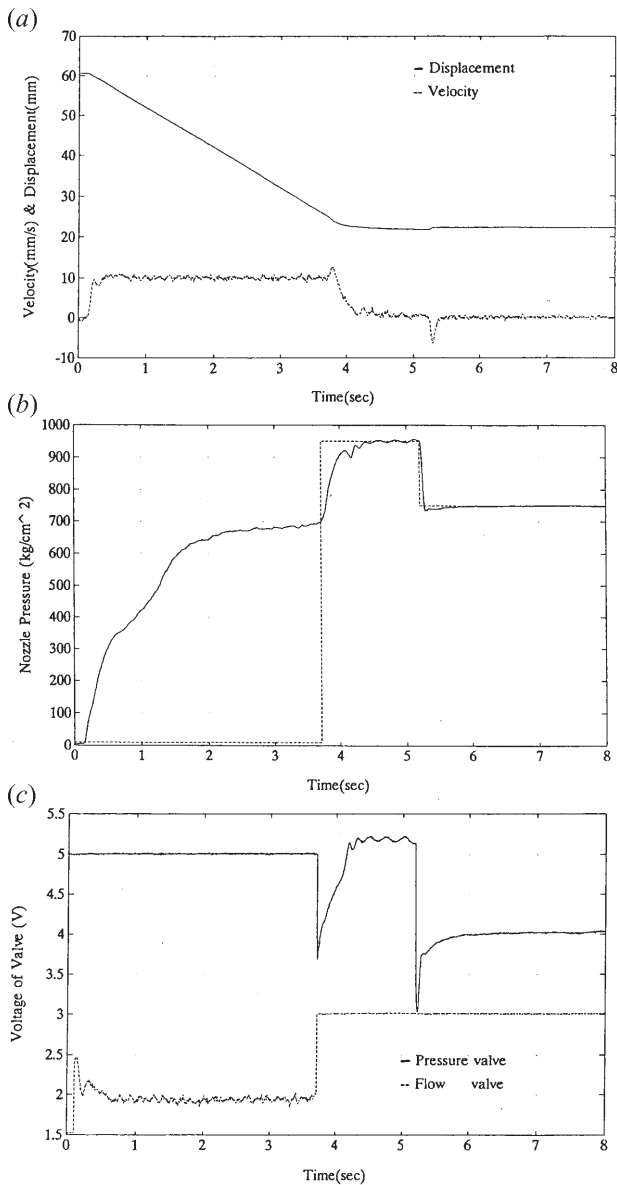 (a)
70
60
50
40
30
20
10
0
-10
Velocity(mm/s) & Displacement(mm)
Displacement
Velocity
0 1 2 3 4 5 6 7 8
Time(sec)
(b)
1000
900
800
700
600
500
400
300
200
100
0
Nozzle Pressure (kg/cm^ 2)
0 1 2 3 4 5 6 7 8
Time(sec)
(c)
5.5
5
4.5
4
3.5
3
2.5
2
1.5
Voltage of Valve (V)
Pressure valve
Flow valve
0 1 2 3 4 5 6 7 8
Time(sec)